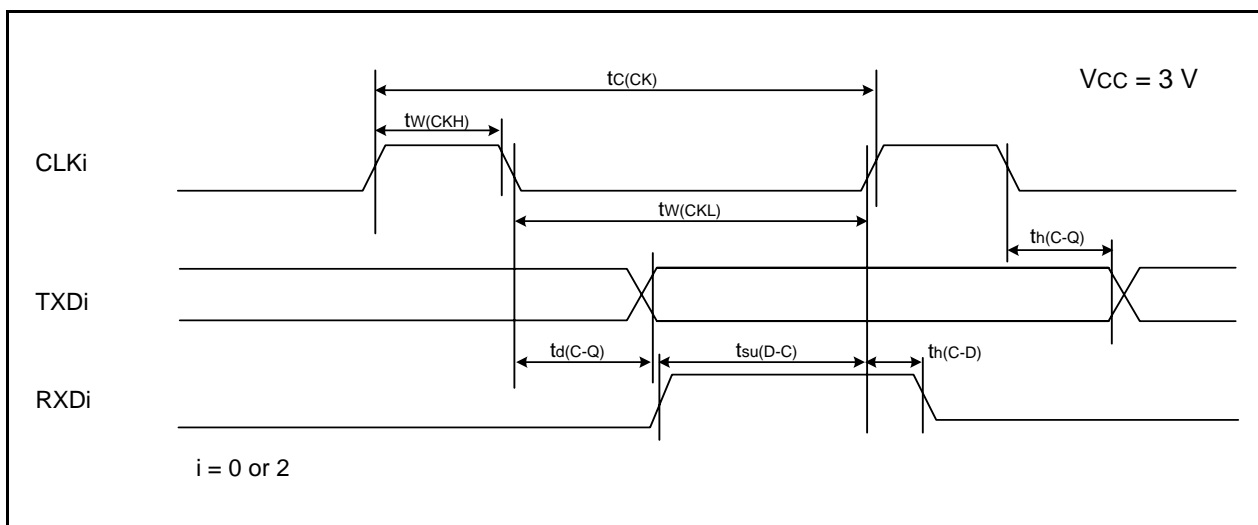 tC(CK)
VCC = 3 V
tW(CKH)
CLKi
tW(CKL)
th(C-Q)
TXDi
td(C-Q)
tsu(D-C)
th(C-D)
RXDi
i = 0 or 2